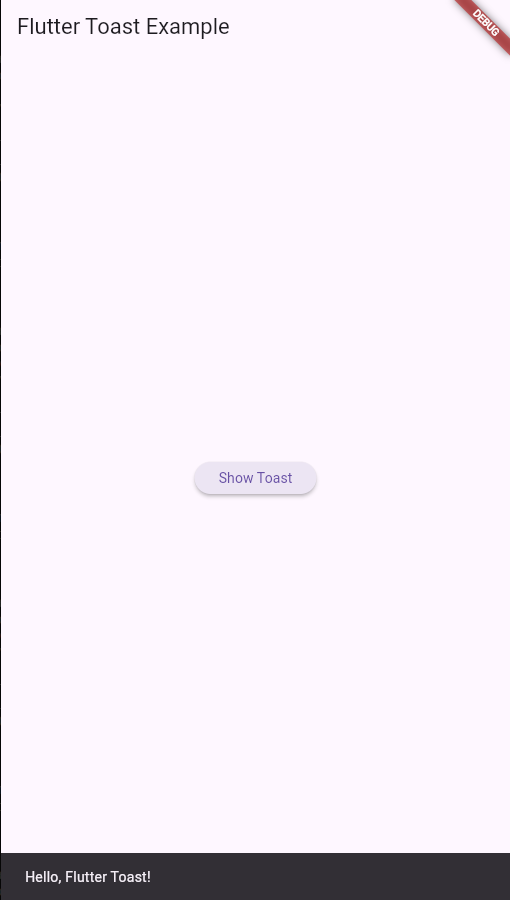 Flutter Toast Example
DEBUG
Show Toast
Hello, Flutter Toast!